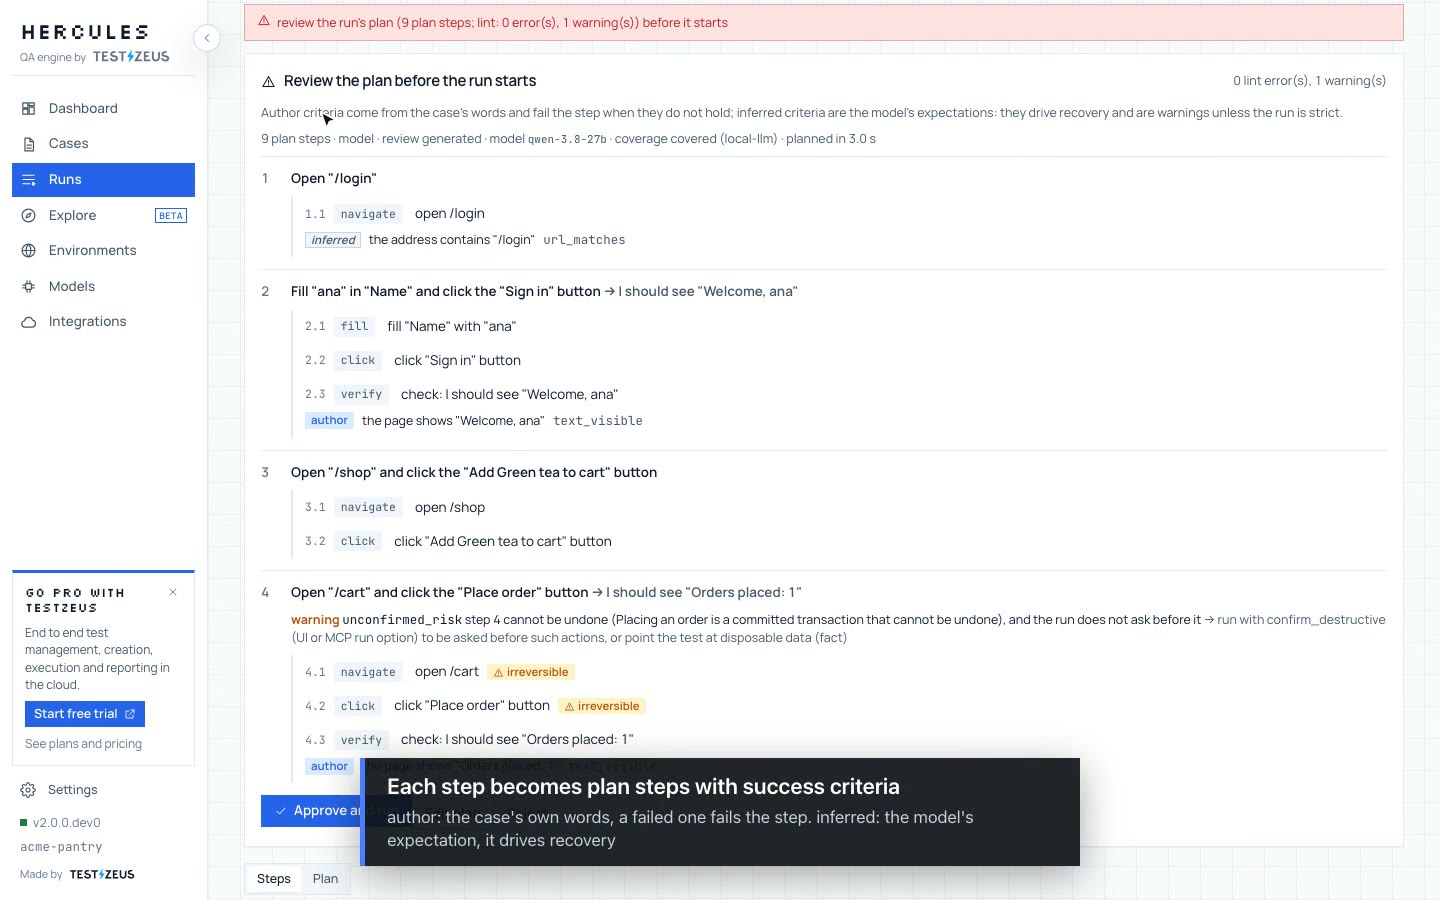 HERCULES
QA engine by TESTZEUS
Dashboard
Cases
Runs
Explore BETA
Environments
Models
Integrations
GO PRO WITH
TESTZEUS
End to end test
management, creation,
execution and reporting in
the cloud.
Start free trial
See plans and pricing
Settings
v2.0.0.dev0
acme-pantry
Made by TESTZEUS
review the run's plan (9 plan steps; lint: 0 error(s), 1 warning(s)) before it starts
Review the plan before the run starts 0 lint error(s), 1 warning(s)
Author criteria come from the case's words and fail the step when they do not hold; inferred criteria are the model's expectations: they drive recovery and are warnings unless the run is strict.
9 plan steps · model · review generated · model qwen-3.8-27b · coverage covered (local-llm) · planned in 3.0 s
1 Open "/login"
1.1 navigate open /login
inferred the address contains "/login" url_matches
2 Fill "ana" in "Name" and click the "Sign in" button → I should see "Welcome, ana"
2.1 fill fill "Name" with "ana"
2.2 click click "Sign in" button
2.3 verify check: I should see "Welcome, ana"
author the page shows "Welcome, ana" text_visible
3 Open "/shop" and click the "Add Green tea to cart" button
3.1 navigate open /shop
3.2 click click "Add Green tea to cart" button
4 Open "/cart" and click the "Place order" button → I should see "Orders placed: 1"
warning unconfirmed_risk step 4 cannot be undone (Placing an order is a committed transaction that cannot be undone), and the run does not ask before it → run with confirm_destructive
(UI or MCP run option) to be asked before such actions, or point the test at disposable data (fact)
4.1 navigate open /cart irreversible
4.2 click click "Place order" button irreversible
4.3 verify check: I should see "Orders placed: 1"
author the page shows "Orders placed: 1" text_visible
Approve and
Each step becomes plan steps with success criteria
author: the case's own words, a failed one fails the step. inferred: the model's
expectation, it drives recovery
Steps Plan